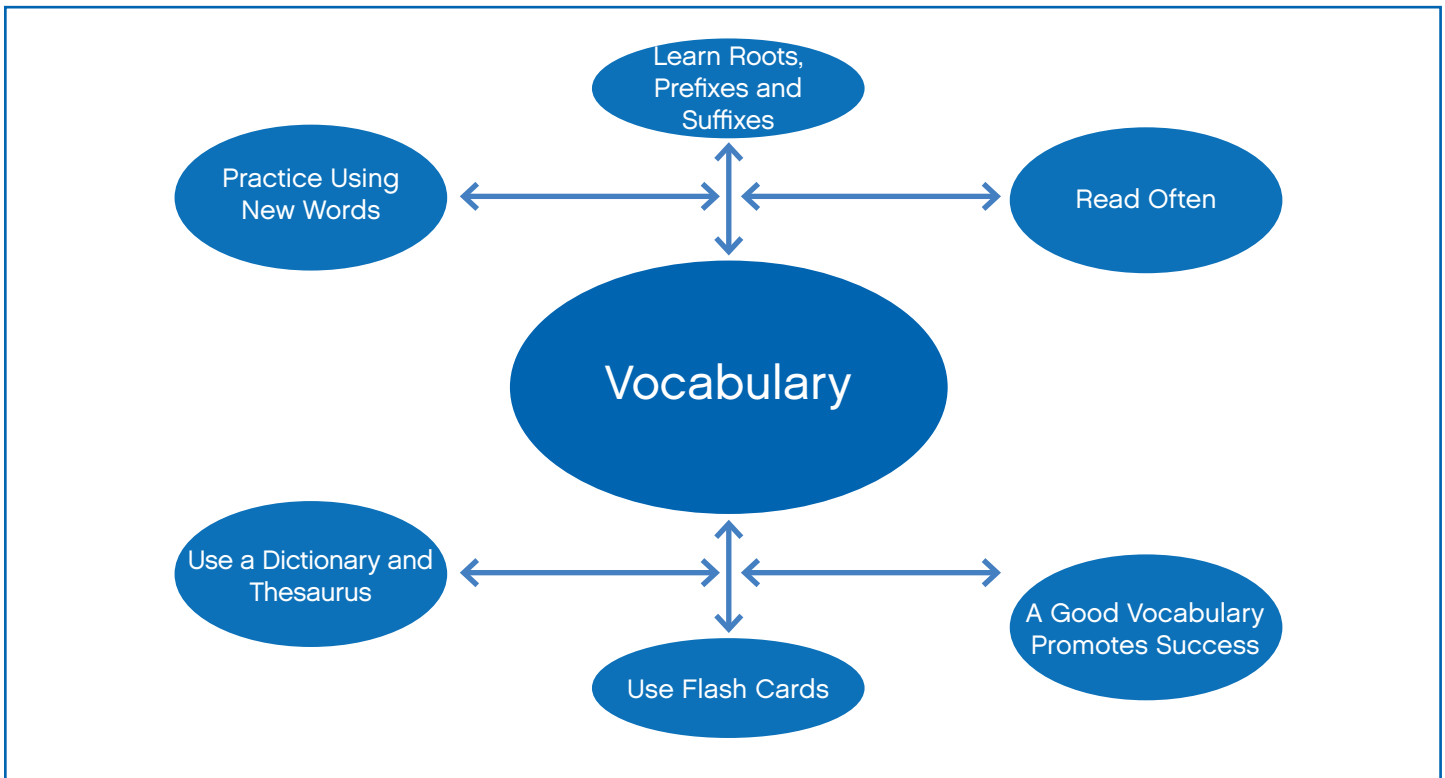 Learn Roots,
Prefixes and
Suffixes
Practice Using
New Words
Read Often
Vocabulary
Use a Dictionary and
Thesaurus
A Good Vocabulary
Promotes Success
Use Flash Cards